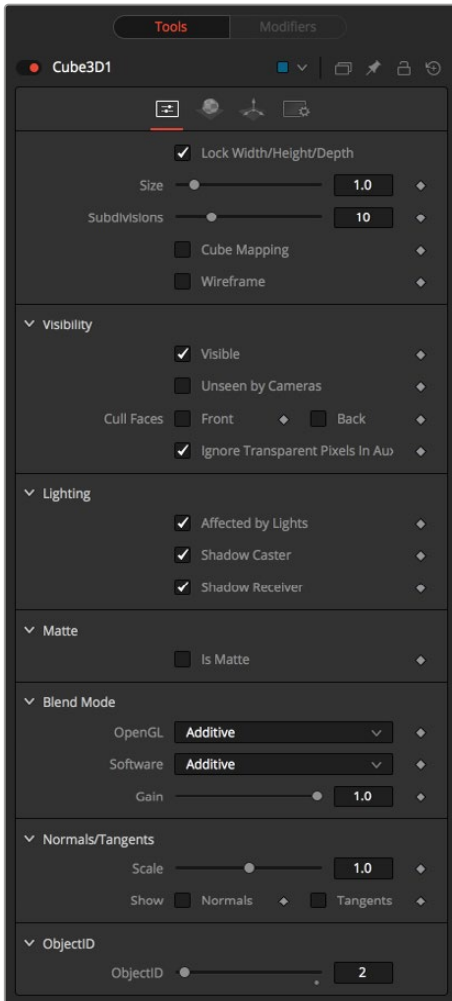 Tools Modifiers
Cube3D1
Lock Width/Height/Depth
Size 1.0
Subdivisions 10
Cube Mapping
Wireframe
Visibility
Visible
Unseen by Cameras
Cull Faces Front Back
Ignore Transparent Pixels In Aux
Lighting
Affected by Lights
Shadow Caster
Shadow Receiver
Matte
Is Matte
Blend Mode
OpenGL Additive
Software Additive
Gain 1.0
Normals/Tangents
Scale 1.0
Show Normals Tangents
ObjectID
ObjectID 2